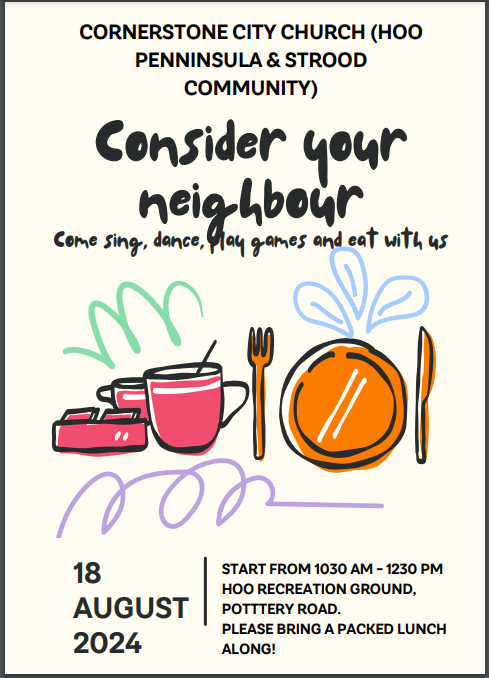 CORNERSTONE CITY CHURCH (HOO
PENNINSULA & STROOD
COMMUNITY)
Consider your
neighbour
Come sing, dance, play games and eat with us
18
AUGUST
2024
START FROM 1030 AM - 1230 PM
HOO RECREATION GROUND,
POTTTERY ROAD.
PLEASE BRING A PACKED LUNCH
ALONG!